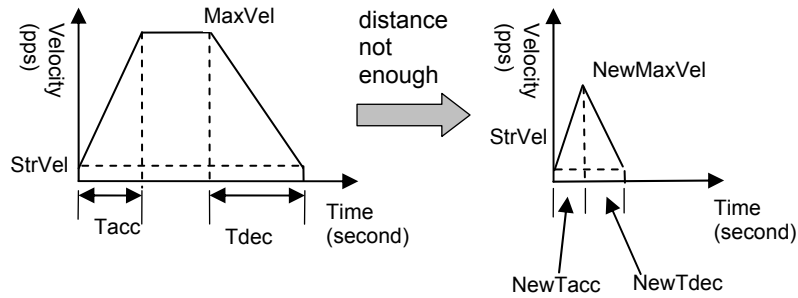 MaxVel
Velocity
(pps)
StrVel
Tacc
Tdec
Time
(second)
distance
not
enough
Velocity
(pps)
NewMaxVel
StrVel
Time
(second)
NewTacc
NewTdec